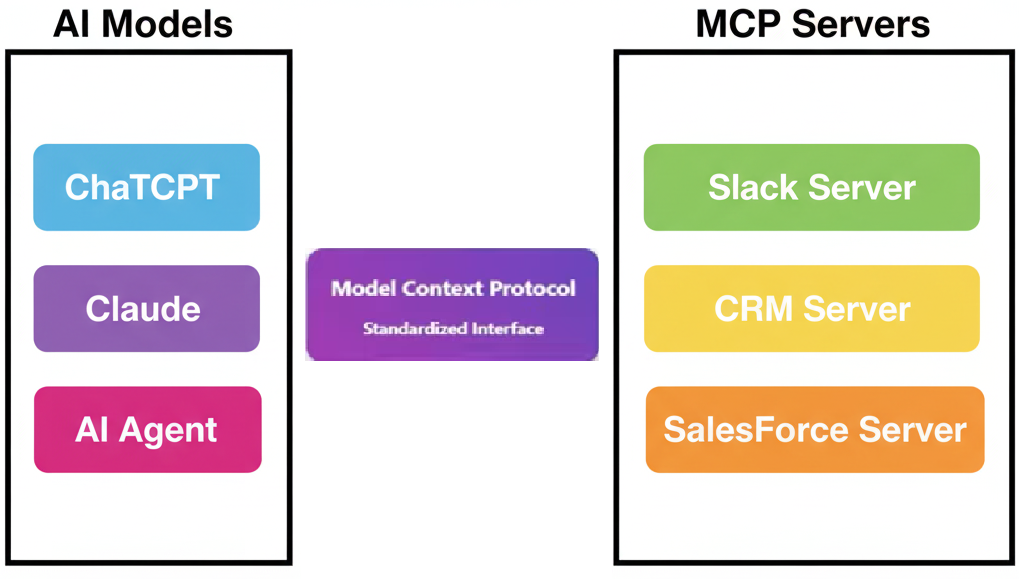 AI Models
MCP Servers
ChaTCPT
Slack Server
Model Context Protocol
Standardized Interface
Claude
CRM Server
AI Agent
SalesForce Server